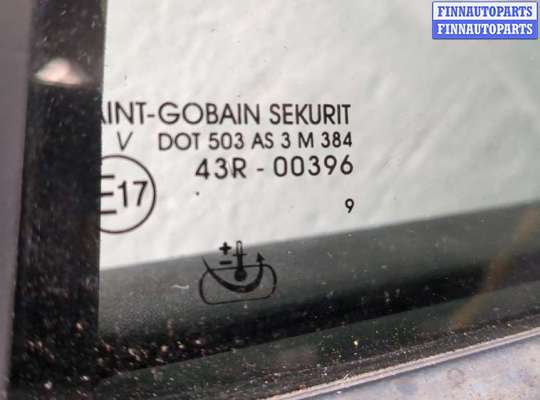 FINNAUTOPARTS
FINNAUTOPARTS
AINT-GOBAIN SEKURIT
V DOT 503 AS 3 M 384
43R - 00396
E17
9